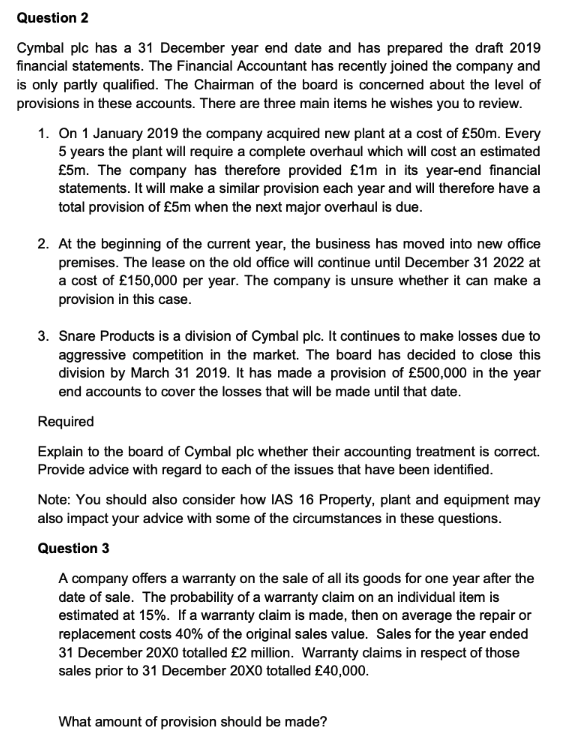 Question 2
Cymbal plc has a 31 December year end date and has prepared the draft 2019
financial statements. The Financial Accountant has recently joined the company and
is only partly qualified. The Chairman of the board is concerned about the level of
provisions in these accounts. There are three main items he wishes you to review.
1. On 1 January 2019 the company acquired new plant at a cost of £50m. Every
5 years the plant will require a complete overhaul which will cost an estimated
£5m. The company has therefore provided £1m in its year-end financial
statements. It will make a similar provision each year and will therefore have a
total provision of £5m when the next major overhaul is due.
2. At the beginning of the current year, the business has moved into new office
premises. The lease on the old office will continue until December 31 2022 at
a cost of £150,000 per year. The company is unsure whether it can make a
provision in this case.
3. Snare Products is a division of Cymbal plc. It continues to make losses due to
aggressive competition in the market. The board has decided to close this
division by March 31 2019. It has made a provision of £500,000 in the year
end accounts to cover the losses that will be made until that date.
Required
Explain to the board of Cymbal plc whether their accounting treatment is correct.
Provide advice with regard to each of the issues that have been identified.
Note: You should also consider how IAS 16 Property, plant and equipment may
also impact your advice with some of the circumstances in these questions.
Question 3
A company offers a warranty on the sale of all its goods for one year after the
date of sale. The probability of a warranty claim on an individual item is
estimated at 15%. If a warranty claim is made, then on average the repair or
replacement costs 40% of the original sales value. Sales for the year ended
31 December 20X0 totalled £2 million. Warranty claims in respect of those
sales prior to 31 December 20X0 totalled £40,000.
What amount of provision should be made?